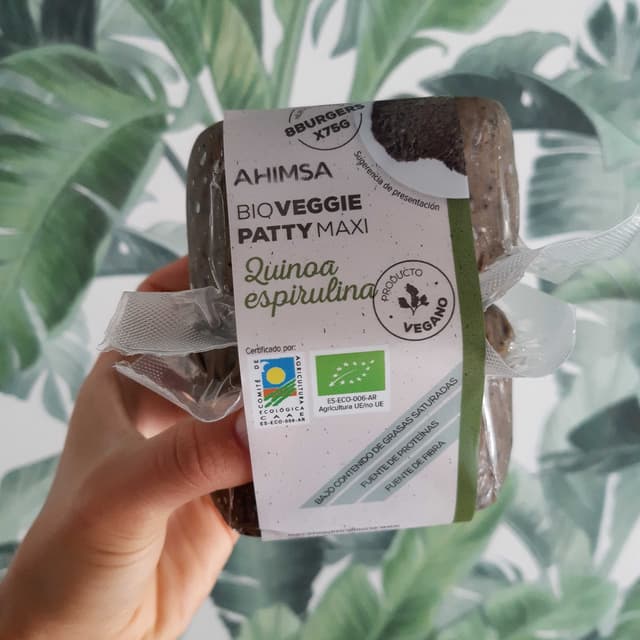 8BURGERS
X75G
Sugerencia de presentación
AHIMSA
BIOVEGGIE
PATTY MAXI
Quinoa
espirulina
PRODUCTO
VEGANO
Certificado por:
COMITÉ DE
AGRICULTURA
ECOLÓGICA
CAAE
ES-ECO-006-AN
ES-ECO-006-AR
Agricultura UE/no UE
BAJO CONTENIDO DE GRASAS SATURADAS
FUENTE DE PROTEÍNAS
FUENTE DE FIBRA